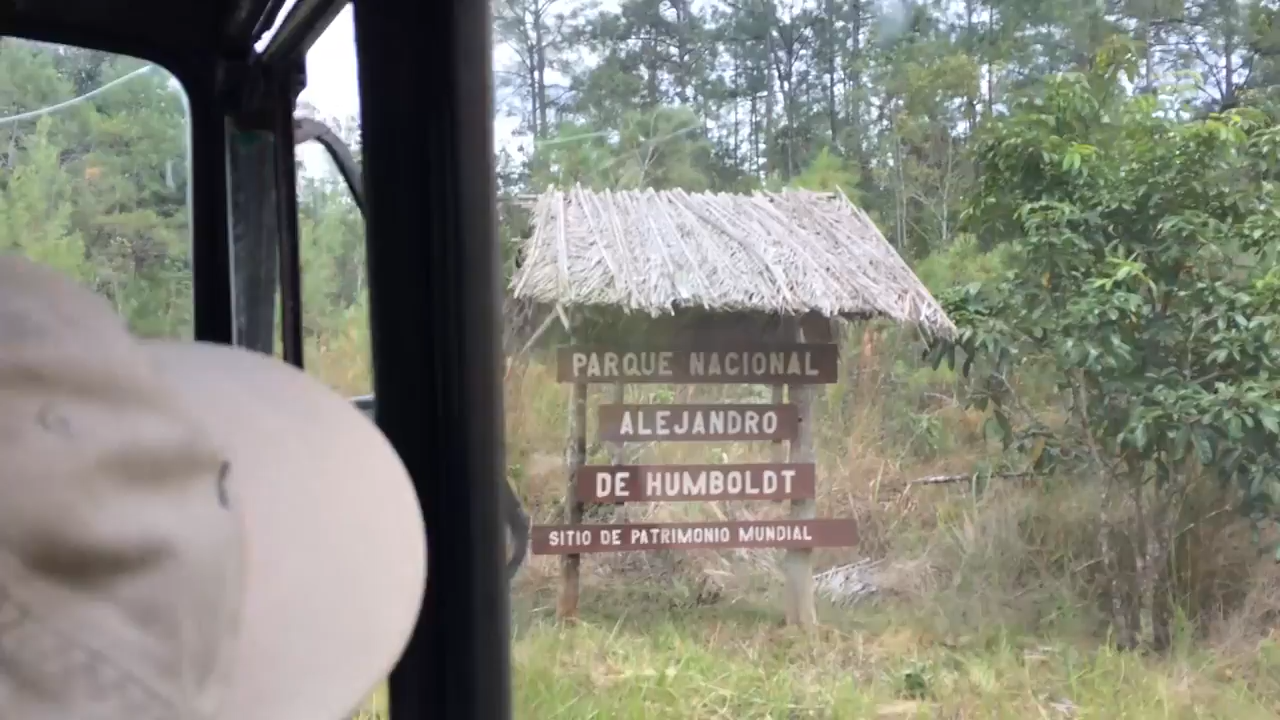 PARQUE NACIONAL
ALEJANDRO
DE HUMBOLDT
SITIO DE PATRIMONIO MUNDIAL